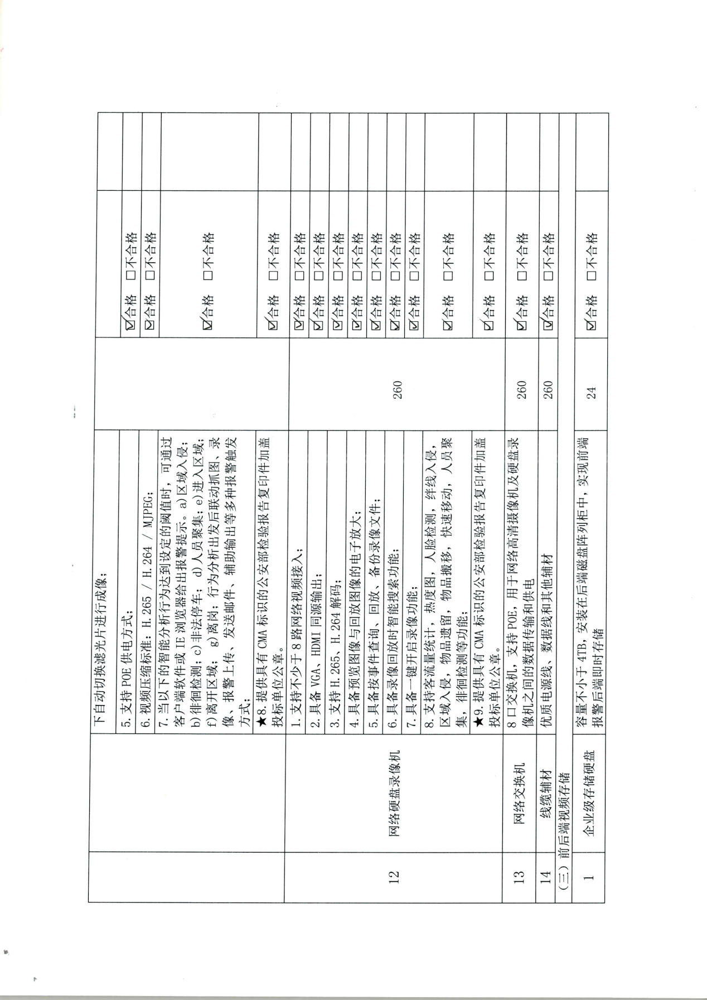 下自动切换滤光片进行成像；
5. 支持 POE 供电方式； ☑合格 □不合格
6. 视频压缩标准：H.265 / H.264 / MJPEG； ☑合格 □不合格
7. 当以下的智能分析行为达到设定的阈值时，可通过
客户端软件或 IE 浏览器给出报警提示。a)区域入侵；
b)徘徊检测；c)非法停车； d)人员聚集；e)进入区域；
f)离开区域； g)离岗；行为分析出发后联动抓图、录
像、报警上传、发送邮件、辅助输出等多种报警触发
方式；
☑合格 □不合格
★8. 提供具有 CMA 标识的公安部检验报告复印件加盖
投标单位公章。
☑合格 □不合格
12
网络硬盘录像机
1. 支持不少于 8 路网络视频接入； ☑合格 □不合格
2. 具备 VGA、HDMI 同源输出； ☑合格 □不合格
3. 支持 H.265、H.264 解码； ☑合格 □不合格
4. 具备预览图像与回放图像的电子放大； ☑合格 □不合格
5. 具备按事件查询、回放、备份录像文件； ☑合格 □不合格
6. 具备录像回放时智能搜索功能； ☑合格 □不合格
7. 具备一键开启录像功能； ☑合格 □不合格
8. 支持客流量统计，热度图，人脸检测，绊线入侵，
区域入侵，物品遗留，物品搬移，快速移动，人员聚
集，徘徊检测等功能；
☑合格 □不合格
★9. 提供具有 CMA 标识的公安部检验报告复印件加盖
投标单位公章。
☑合格 □不合格
260
13
网络交换机
8 口交换机，支持 POE，用于网络高清摄像机及硬盘录
像机之间的数据传输和供电
260
☑合格 □不合格
14 线缆辅材 优质电源线、数据线和其他辅材 260 ☑合格 □不合格
（三）前后端视频存储
1
企业级存储硬盘
容量不小于 4TB，安装在后端磁盘阵列柜中，实现前端
报警后端即时存储
24
☑合格 □不合格